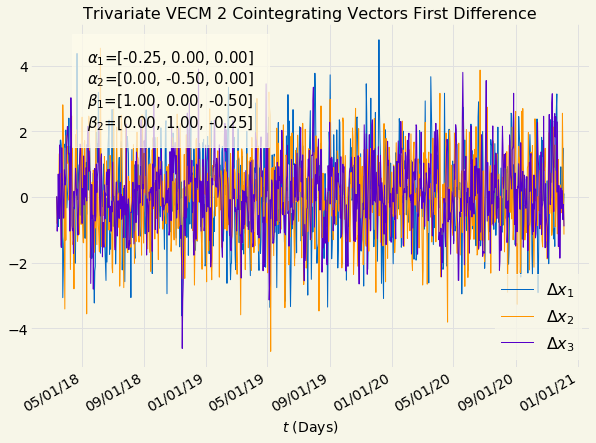 Trivariate VECM 2 Cointegrating Vectors First Difference
α₁=[-0.25, 0.00, 0.00]
α₂=[0.00, -0.50, 0.00]
β₁=[1.00, 0.00, -0.50]
β₂=[0.00, 1.00, -0.25]
4
2
0
−2
−4
Δx₁
Δx₂
Δx₃
05/01/18 09/01/18 01/01/19 05/01/19 09/01/19 01/01/20 05/01/20 09/01/20 01/01/21
t (Days)